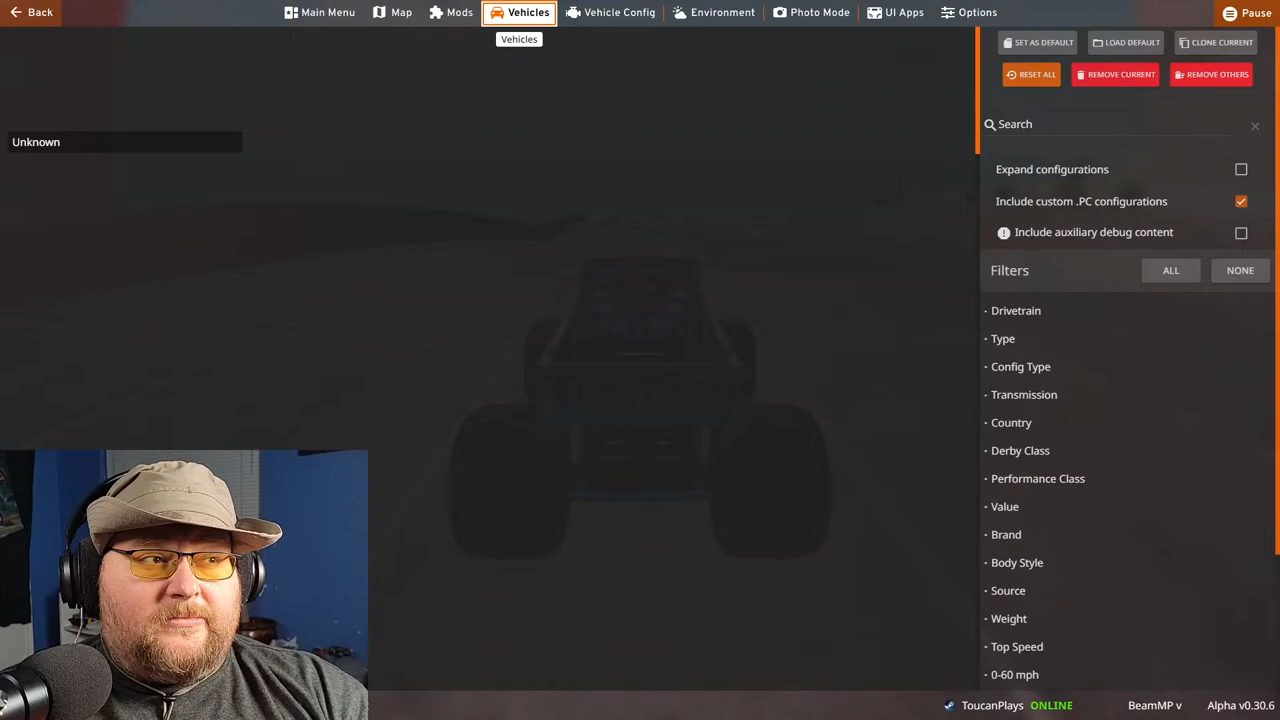 Back
Main Menu
Map
Mods
Vehicles
Vehicle Config
Environment
Photo Mode
UI Apps
Options
Pause
Vehicles
SET AS DEFAULT
LOAD DEFAULT
CLONE CURRENT
RESET ALL
REMOVE CURRENT
REMOVE OTHERS
Search
Unknown
Expand configurations
Include custom .PC configurations
Include auxiliary debug content
Filters
ALL
NONE
- Drivetrain
- Type
- Config Type
- Transmission
- Country
- Derby Class
- Performance Class
- Value
- Brand
- Body Style
- Source
- Weight
- Top Speed
- 0-60 mph
ToucanPlays ONLINE
BeamMP v
Alpha v0.30.6